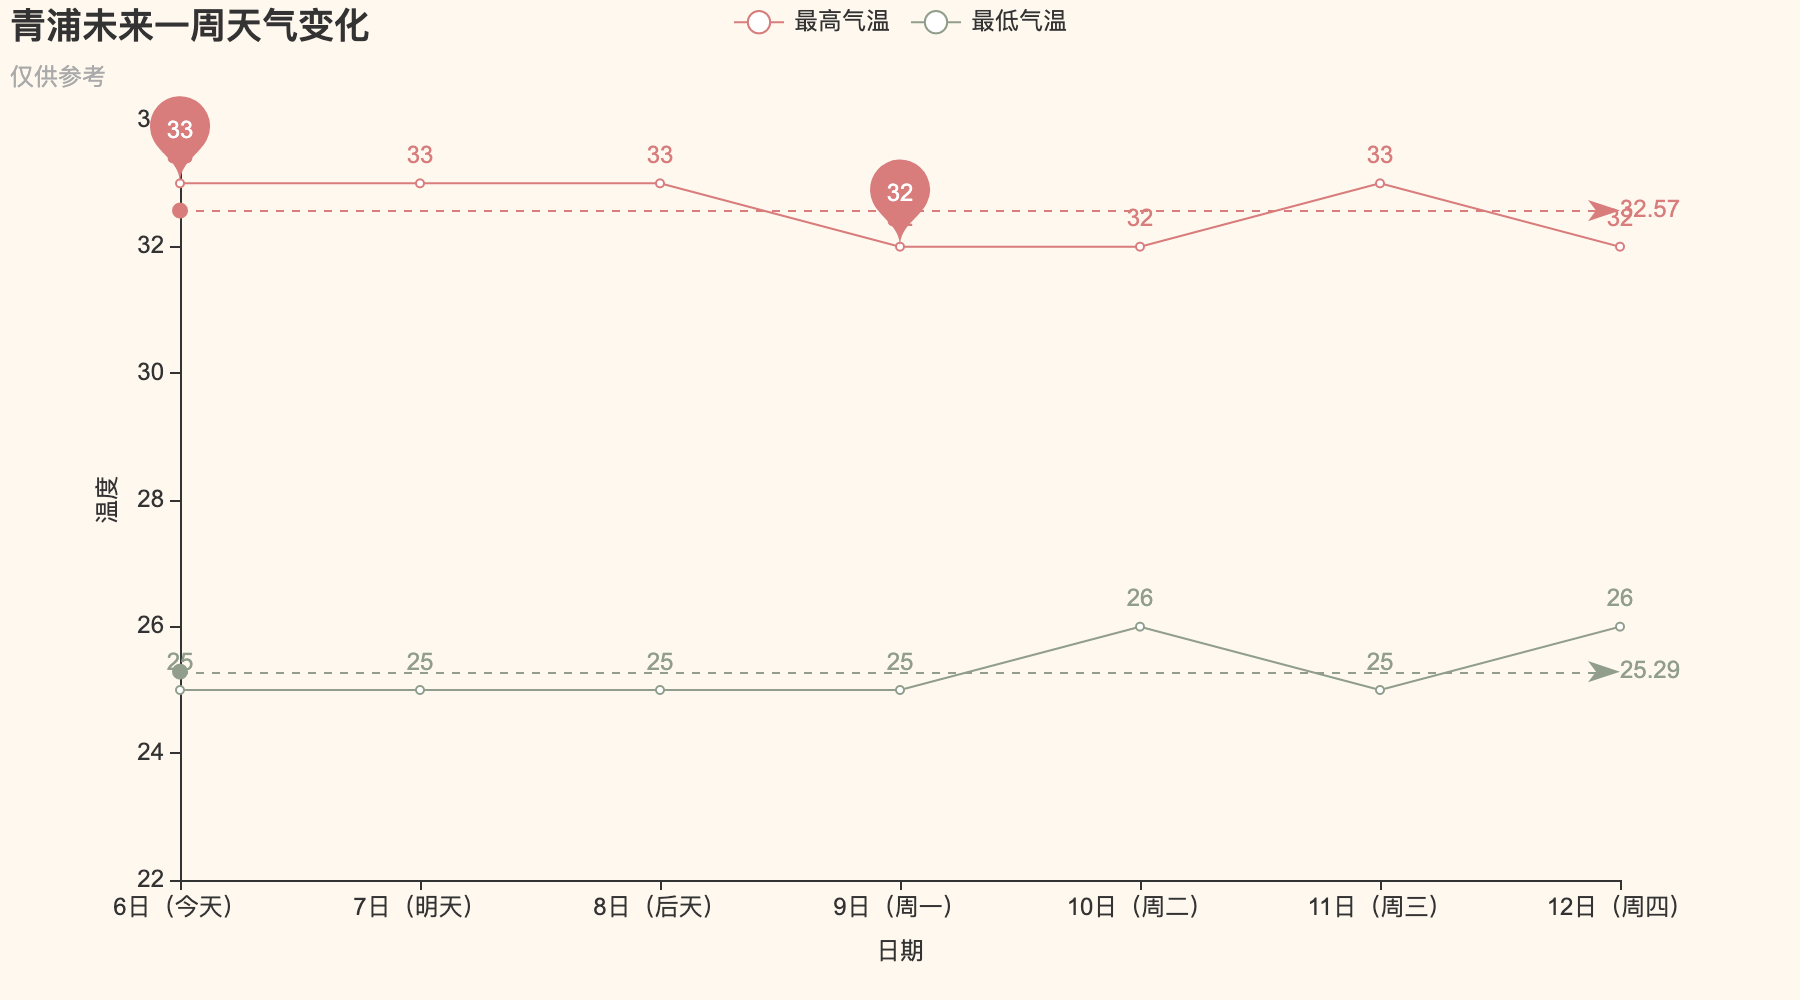 青浦未来一周天气变化
仅供参考
最高气温
最低气温
33
33
33
32
32
33
32
32.57
32
30
28
26
24
22
温度
25
25
25
25
26
25
26
25.29
6日（今天）
7日（明天）
8日（后天）
9日（周一）
10日（周二）
11日（周三）
12日（周四）
日期